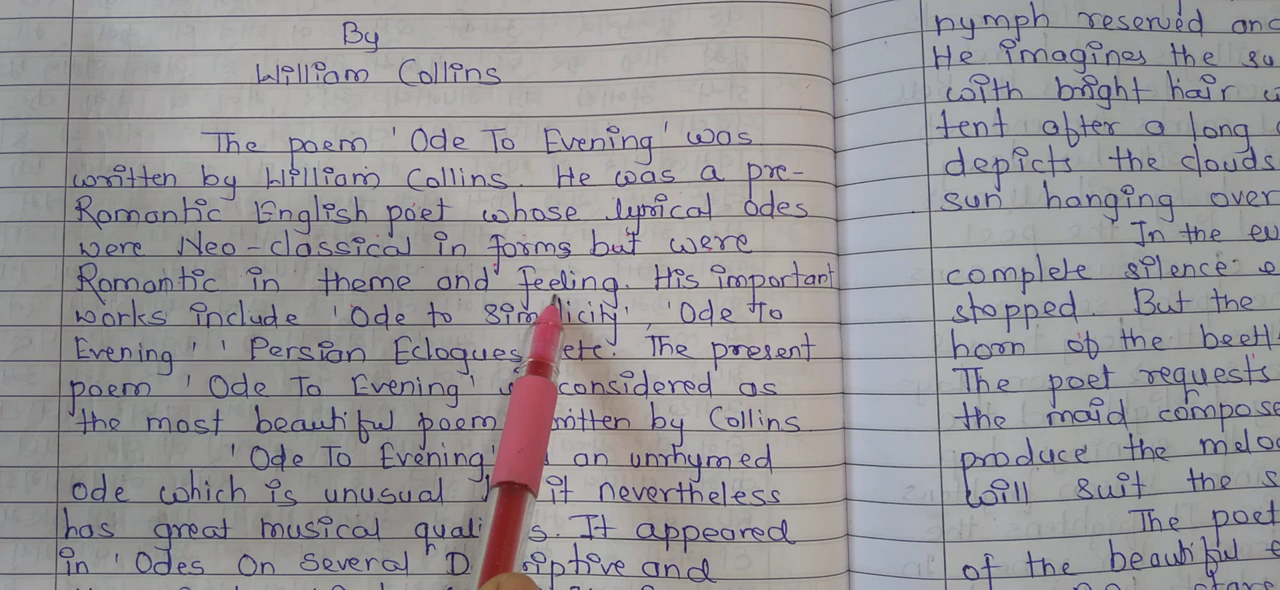 By
William Collins
The poem 'Ode To Evening' was
written by William Collins. He was a pre-
Romantic English poet whose lyrical odes
were Neo-classical in forms but were
Romantic in theme and feeling. His important
works include 'Ode to Simplicity' 'Ode To
Evening' 'Persian Eclogues etc. The present
poem 'Ode To Evening' considered as
the most beautiful poem by Collins
'Ode To Evening' an unrhymed
ode which is unusual it nevertheless
has great musical It appeared
in 'Odes On Several and
nymph reserved
He imagines the
with bright hair
tent after a long
depicts the clouds
sun hanging over
In the
complete silence
stopped. But the
horn of the
The poet requests
the maid
produce the
will suit the
The poet
of the beautiful